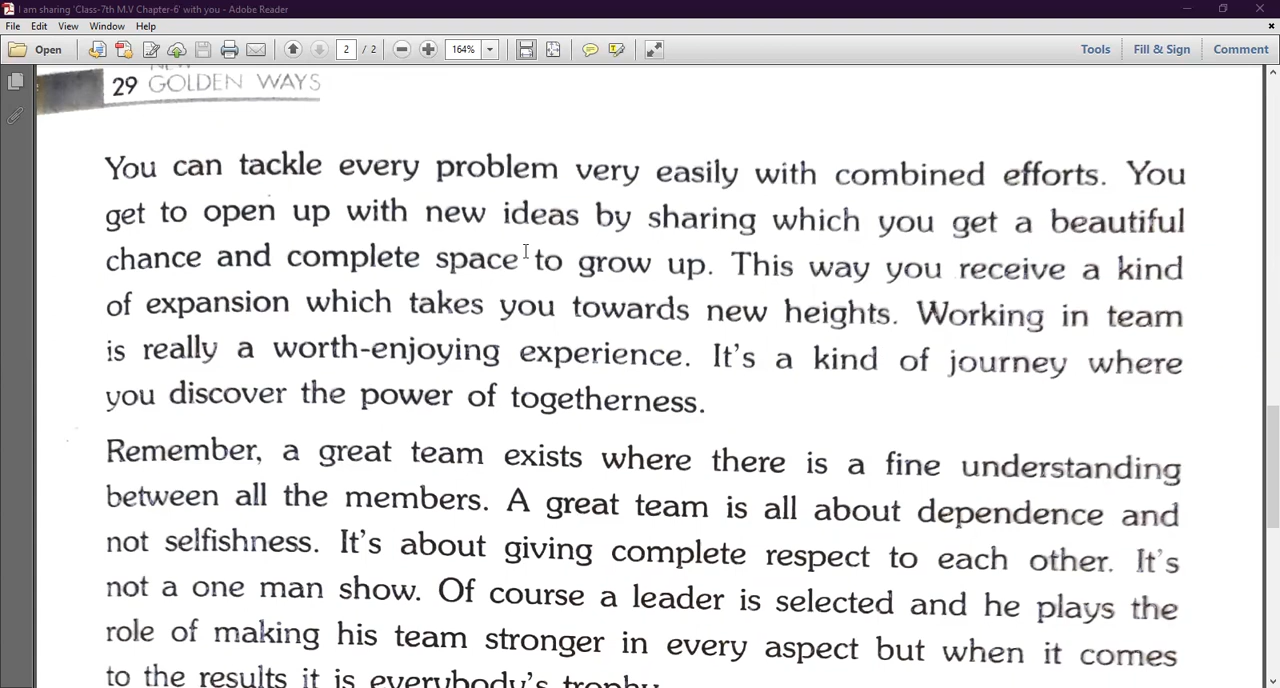 I am sharing 'Class-7th M.V Chapter-6' with you - Adobe Reader
File Edit View Window Help
Open 2 / 2 164% Tools Fill & Sign Comment
29 GOLDEN WAYS
You can tackle every problem very easily with combined efforts. You
get to open up with new ideas by sharing which you get a beautiful
chance and complete space to grow up. This way you receive a kind
of expansion which takes you towards new heights. Working in team
is really a worth-enjoying experience. It's a kind of journey where
you discover the power of togetherness.
Remember, a great team exists where there is a fine understanding
between all the members. A great team is all about dependence and
not selfishness. It's about giving complete respect to each other. It's
not a one man show. Of course a leader is selected and he plays the
role of making his team stronger in every aspect but when it comes
to the results it is everybody's trophy.